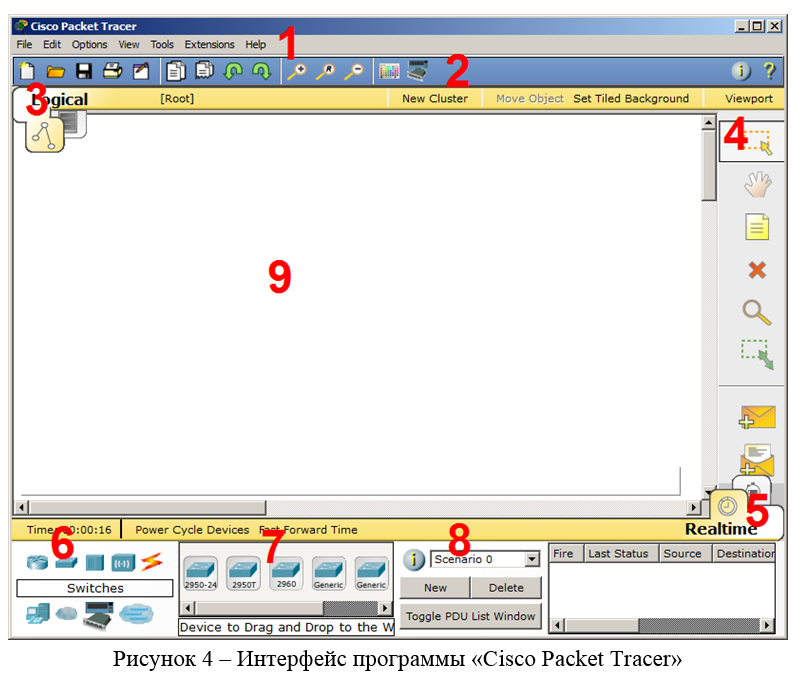 Cisco Packet Tracer
File Edit Options View Tools Extensions Help
1
2
3
Logical [Root] New Cluster Move Object Set Tiled Background Viewport
4
9
5
Time: 0:00:16 Power Cycle Devices Fast Forward Time Realtime
6
7
8
Scenario 0
Fire Last Status Source Destination
2950-24 2950T 2960 Generic Generic
Switches
New Delete
Toggle PDU List Window
Device to Drag and Drop to the W
Рисунок 4 – Интерфейс программы «Cisco Packet Tracer»